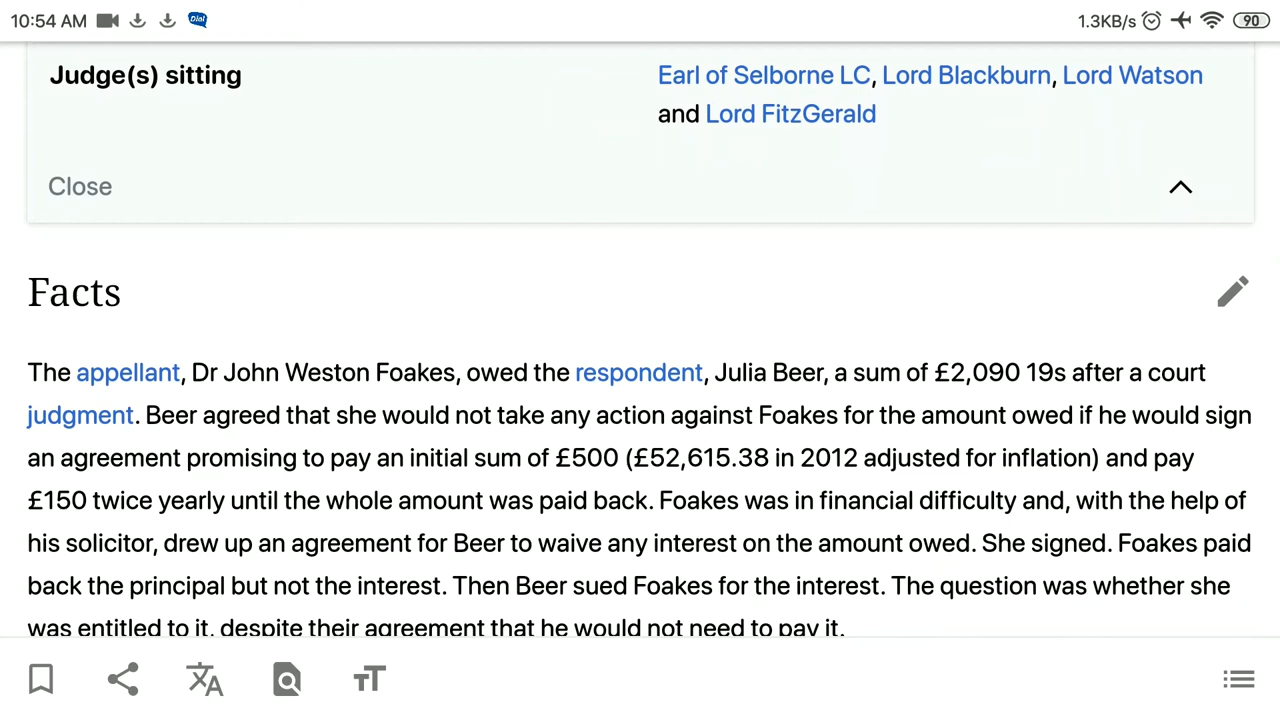 10:54 AM Dial 1.3KB/s 90
Judge(s) sitting Earl of Selborne LC, Lord Blackburn, Lord Watson
and Lord FitzGerald
Close
Facts
The appellant, Dr John Weston Foakes, owed the respondent, Julia Beer, a sum of £2,090 19s after a court
judgment. Beer agreed that she would not take any action against Foakes for the amount owed if he would sign
an agreement promising to pay an initial sum of £500 (£52,615.38 in 2012 adjusted for inflation) and pay
£150 twice yearly until the whole amount was paid back. Foakes was in financial difficulty and, with the help of
his solicitor, drew up an agreement for Beer to waive any interest on the amount owed. She signed. Foakes paid
back the principal but not the interest. Then Beer sued Foakes for the interest. The question was whether she
was entitled to it, despite their agreement that he would not need to pay it.